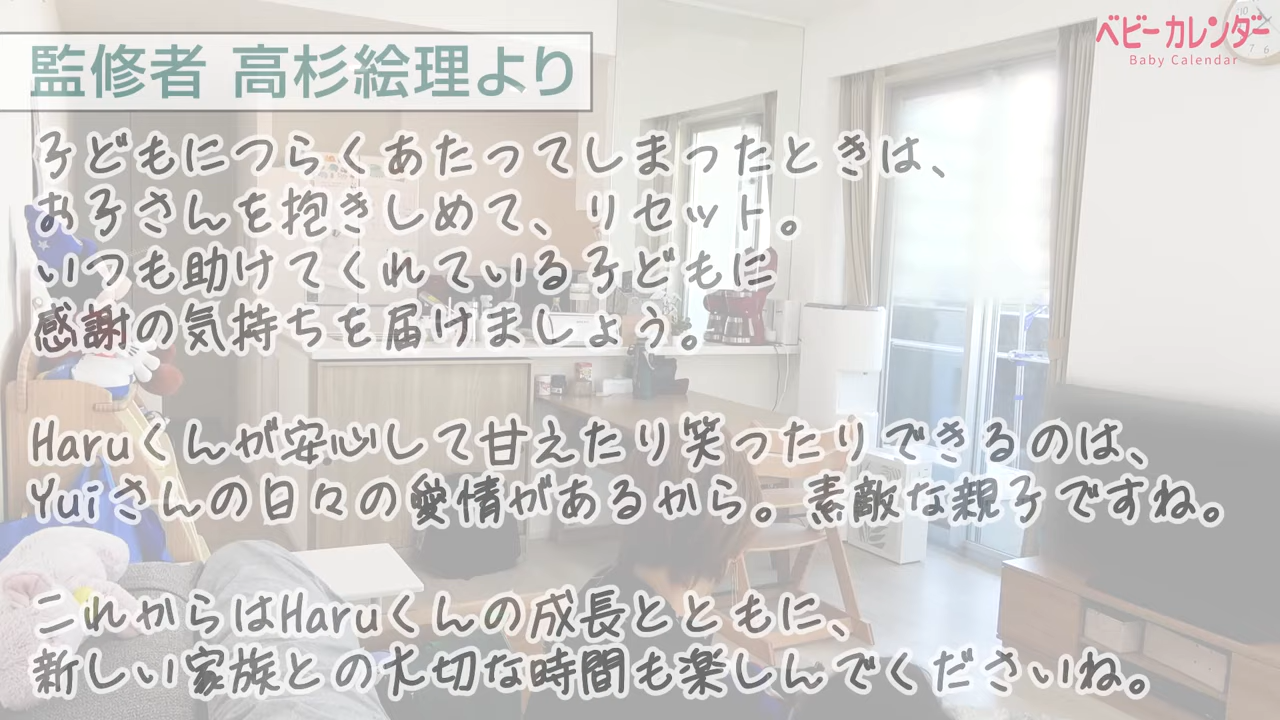 ベビーカレンダー
Baby Calendar
監修者 高杉絵理より
子どもにつらくあたってしまったときは、
お子さんを抱きしめて、リセット。
いつも助けてくれている子どもに
感謝の気持ちを届けましょう。
Haruくんが安心して甘えたり笑ったりできるのは、
Yuiさんの日々の愛情があるから。素敵な親子ですね。
これからはHaruくんの成長とともに、
新しい家族との大切な時間も楽しんでくださいね。